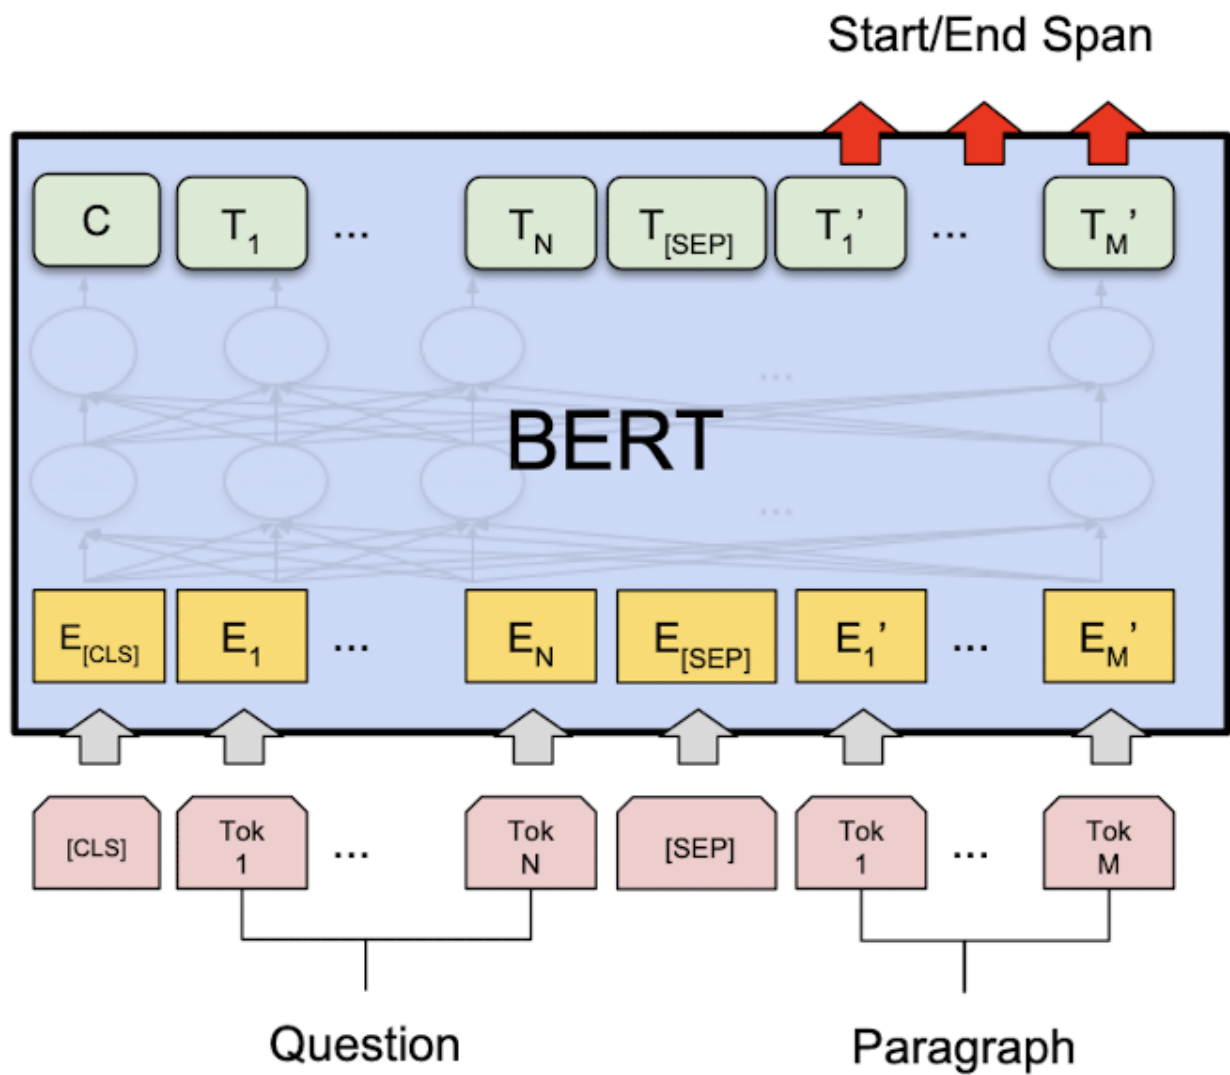 Start/End Span
C T1 ... TN T[SEP] T1’ ... TM’
...
BERT
...
E[CLS] E1 ... EN E[SEP] E1’ ... EM’
[CLS] Tok 1 ... Tok N [SEP] Tok 1 ... Tok M
Question Paragraph